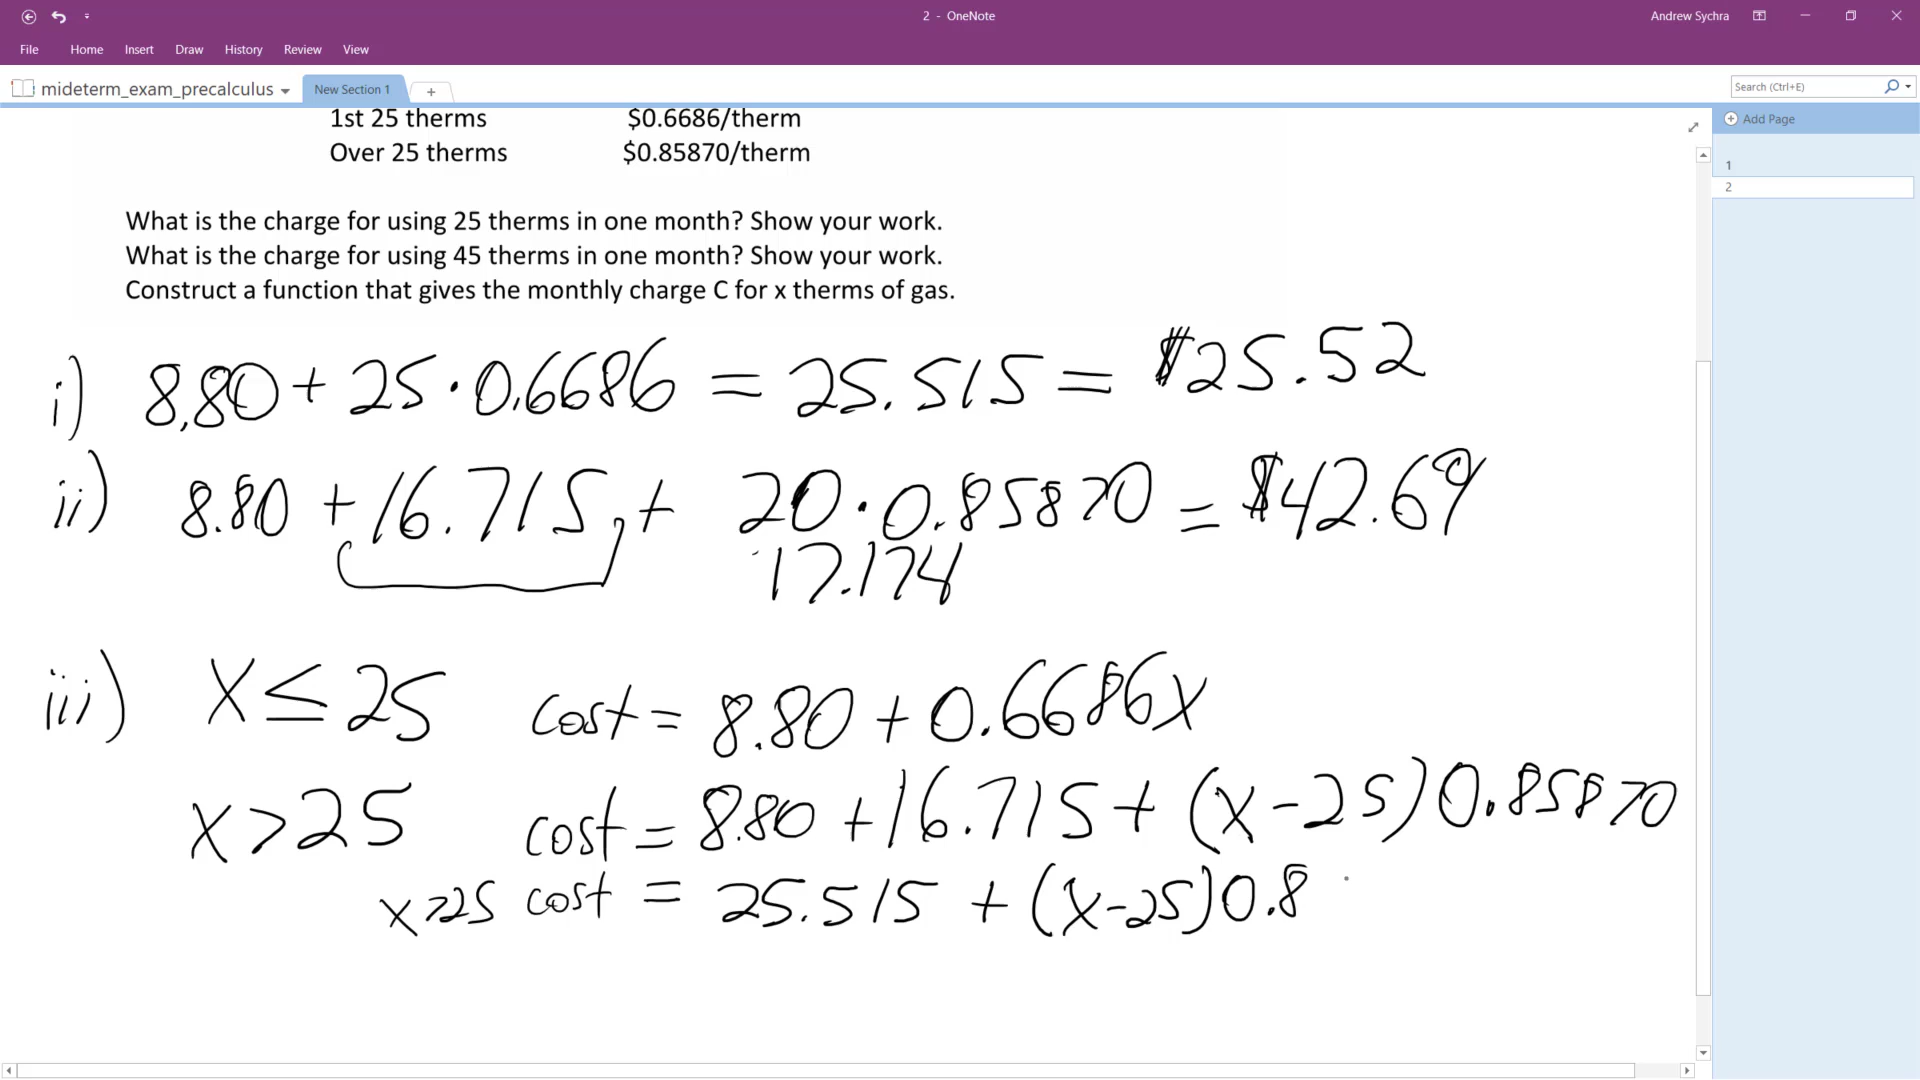 2 - OneNote
Andrew Sychra
File Home Insert Draw History Review View
mideterm_exam_precalculus New Section 1 +
Search (Ctrl+E)
Add Page
1
2
1st 25 therms $0.6686/therm
Over 25 therms $0.85870/therm
What is the charge for using 25 therms in one month? Show your work.
What is the charge for using 45 therms in one month? Show your work.
Construct a function that gives the monthly charge C for x therms of gas.
i) 8.80 + 25 · 0.6686 = 25.515 = $25.52
ii) 8.80 + 16.715 + 20 · 0.85870 = $42.69
17.174
iii) x ≤ 25 cost = 8.80 + 0.6686x
x > 25 cost = 8.80 + 16.715 + (x - 25) 0.85870
x > 25 cost = 25.515 + (x - 25) 0.8